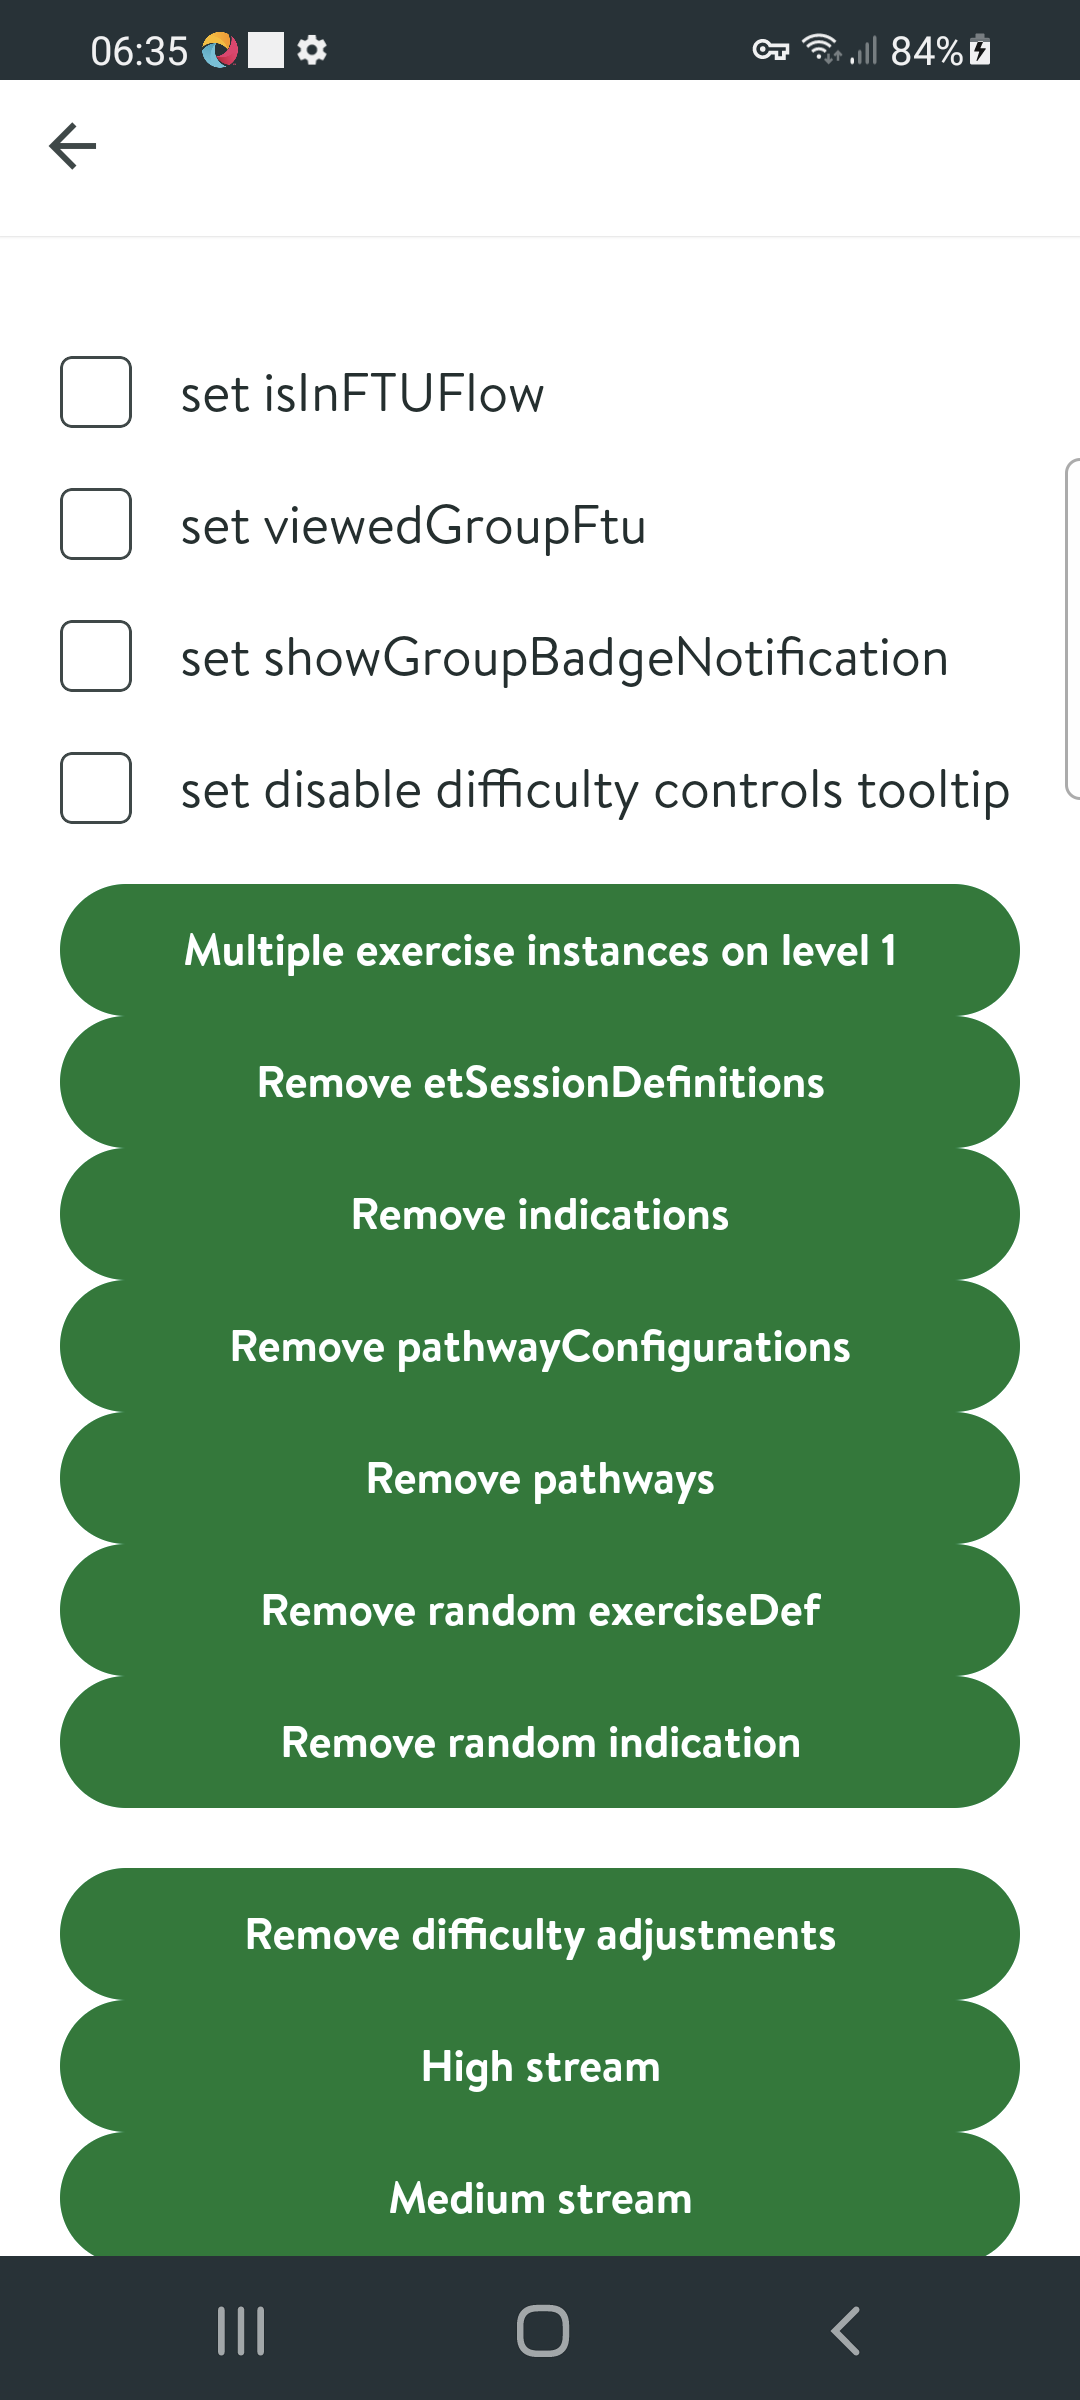 06:35 84%
set isInFTUFlow
set viewedGroupFtu
set showGroupBadgeNotification
set disable difficulty controls tooltip
Multiple exercise instances on level 1
Remove etSessionDefinitions
Remove indications
Remove pathwayConfigurations
Remove pathways
Remove random exerciseDef
Remove random indication
Remove difficulty adjustments
High stream
Medium stream